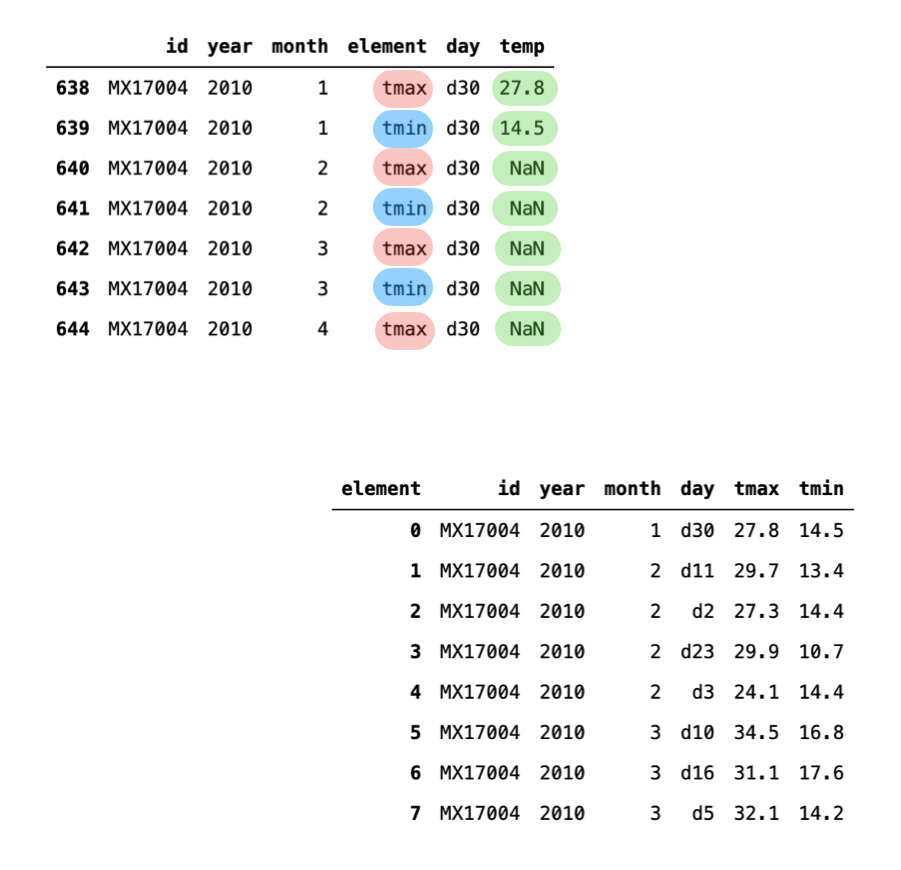 id year month element day temp
638 MX17004 2010 1 tmax d30 27.8
639 MX17004 2010 1 tmin d30 14.5
640 MX17004 2010 2 tmax d30 NaN
641 MX17004 2010 2 tmin d30 NaN
642 MX17004 2010 3 tmax d30 NaN
643 MX17004 2010 3 tmin d30 NaN
644 MX17004 2010 4 tmax d30 NaN
element id year month day tmax tmin
0 MX17004 2010 1 d30 27.8 14.5
1 MX17004 2010 2 d11 29.7 13.4
2 MX17004 2010 2 d2 27.3 14.4
3 MX17004 2010 2 d23 29.9 10.7
4 MX17004 2010 2 d3 24.1 14.4
5 MX17004 2010 3 d10 34.5 16.8
6 MX17004 2010 3 d16 31.1 17.6
7 MX17004 2010 3 d5 32.1 14.2